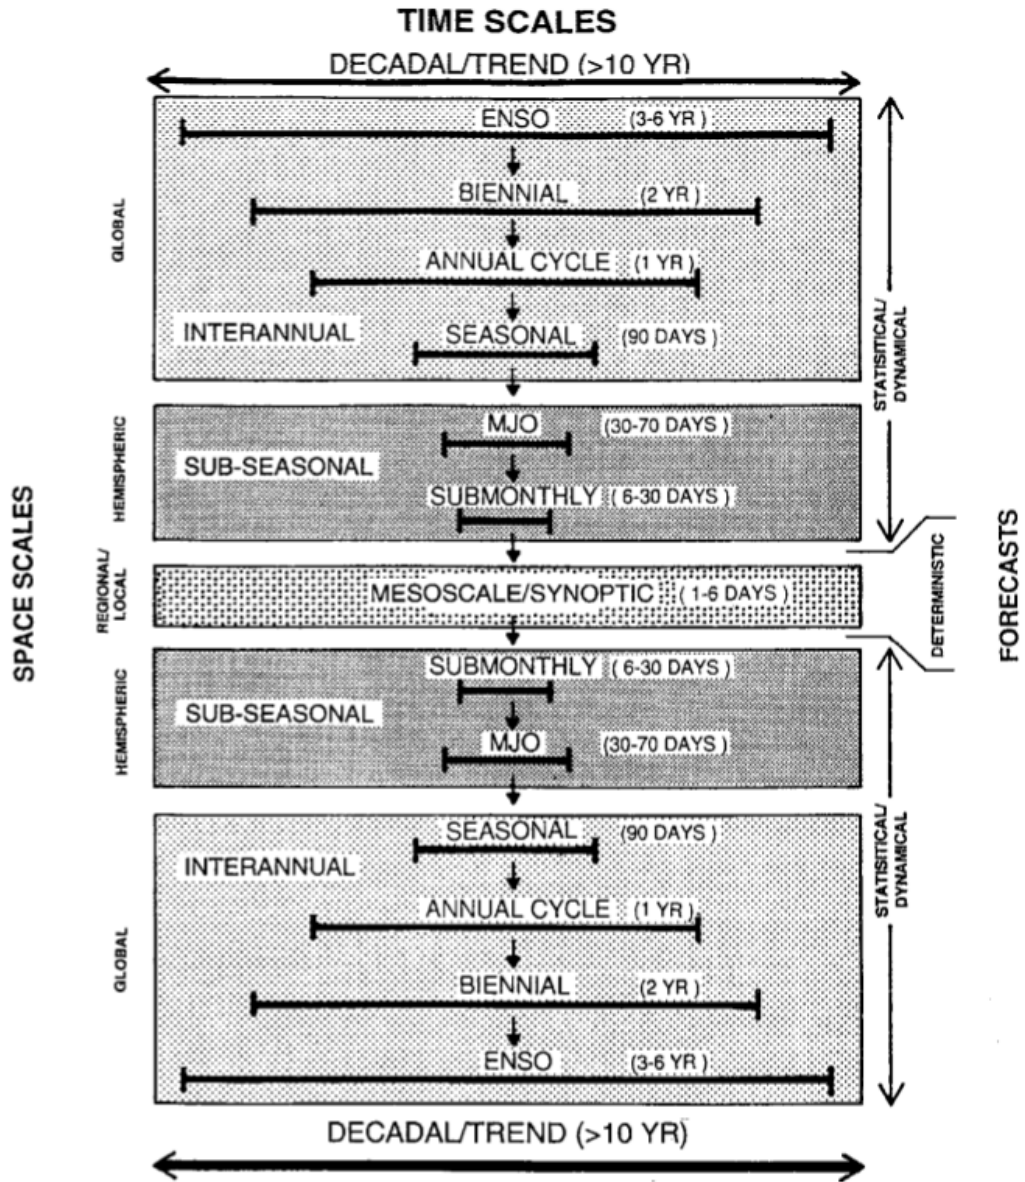 TIME SCALES
DECADAL/TREND (>10 YR)
ENSO (3-6 YR)
BIENNIAL (2 YR)
ANNUAL CYCLE (1 YR)
INTERANNUAL
SEASONAL (90 DAYS)
GLOBAL
STATISITICAL/
DYNAMICAL
MJO (30-70 DAYS )
SUB-SEASONAL
SUBMONTHLY ( 6-30 DAYS)
HEMISPHERIC
SPACE SCALES
REGIONAL/
LOCAL
MESOSCALE/SYNOPTIC ( 1-6 DAYS )
DETERMINISTIC
FORECASTS
SUBMONTHLY ( 6-30 DAYS)
SUB-SEASONAL
MJO (30-70 DAYS )
HEMISPHERIC
SEASONAL (90 DAYS )
INTERANNUAL
ANNUAL CYCLE (1 YR )
BIENNIAL (2 YR )
ENSO (3-6 YR )
GLOBAL
STATISITICAL/
DYNAMICAL
DECADAL/TREND (>10 YR)